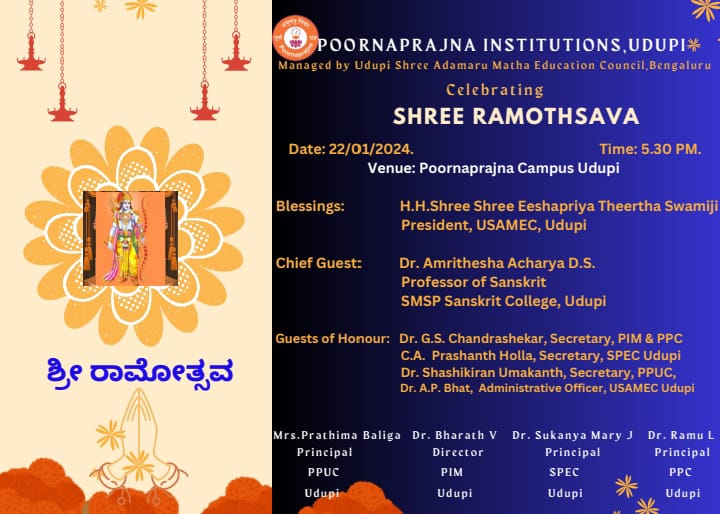 ಶ್ರೀ ರಾಮೋತ್ಸವ
Poornaprajna
POORNAPRAJNA INSTITUTIONS,UDUPI
Managed by Udupi Shree Adamaru Matha Education Council,Bengaluru
Celebrating
SHREE RAMOTHSAVA
Date: 22/01/2024. Time: 5.30 PM.
Venue: Poornaprajna Campus Udupi
Blessings: H.H.Shree Shree Eeshapriya Theertha Swamiji
President, USAMEC, Udupi
Chief Guest: Dr. Amrithesha Acharya D.S.
Professor of Sanskrit
SMSP Sanskrit College, Udupi
Guests of Honour: Dr. G.S. Chandrashekar, Secretary, PIM & PPC
C.A. Prashanth Holla, Secretary, SPEC Udupi
Dr. Shashikiran Umakanth, Secretary, PPUC,
Dr. A.P. Bhat, Administrative Officer, USAMEC Udupi
Mrs.Prathima Baliga Dr. Bharath V Dr. Sukanya Mary J Dr. Ramu L
Principal Director Principal Principal
PPUC PIM SPEC PPC
Udupi Udupi Udupi Udupi